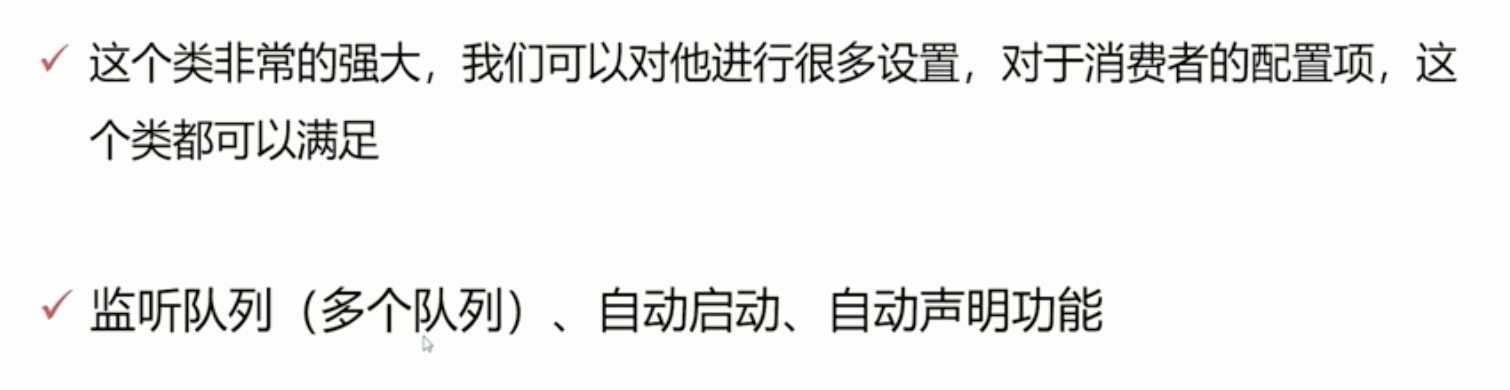 这个类非常的强大，我们可以对他进行很多设置，对于消费者的配置项，这
个类都可以满足
监听队列（多个队列）、自动启动、自动声明功能